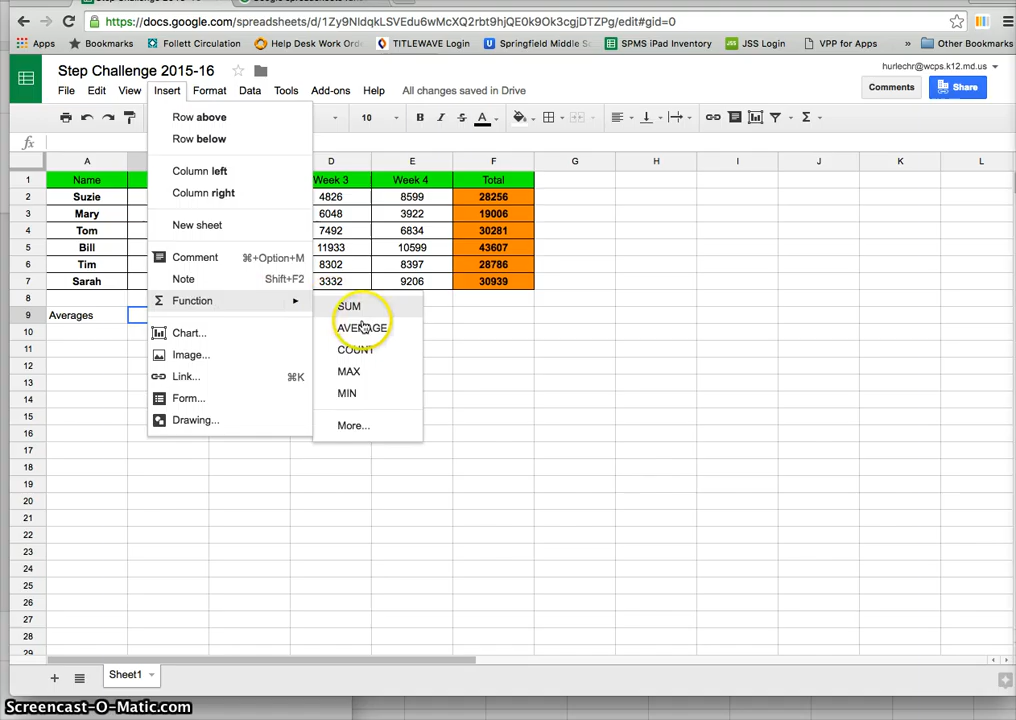 Step Challenge 2015-16
https://docs.google.com/spreadsheets/d/1Zy9NldqkLSVEdu6wMcXQ2rbt9hjQE0k9Ok3cgjDTZPg/edit#gid=0
Apps Bookmarks Follett Circulation Help Desk Work Ord TITLEWAVE Login Springfield Middle S SPMS iPad Inventory JSS Login VPP for Apps » Other Bookmarks
Step Challenge 2015-16
hurlechr@wcps.k12.md.us
File Edit View Insert Format Data Tools Add-ons Help All changes saved in Drive
Comments Share
10 B I S A Σ
fx
A D E F G H I J K L
1 Name Week 3 Week 4 Total
2 Suzie 4826 8599 28256
3 Mary 6048 3922 19006
4 Tom 7492 6834 30281
5 Bill 11933 10599 43607
6 Tim 8302 8397 28786
7 Sarah 3332 9206 30939
8
9 Averages
10
11
12
13
14
15
16
17
18
19
20
21
22
23
24
25
26
27
28
29
Row above
Row below
Column left
Column right
New sheet
Comment ⌘+Option+M
Note Shift+F2
Σ Function
Chart...
Image...
Link... ⌘K
Form...
Drawing...
SUM
AVERAGE
COUNT
MAX
MIN
More...
+ Sheet1
Screencast-O-Matic.com